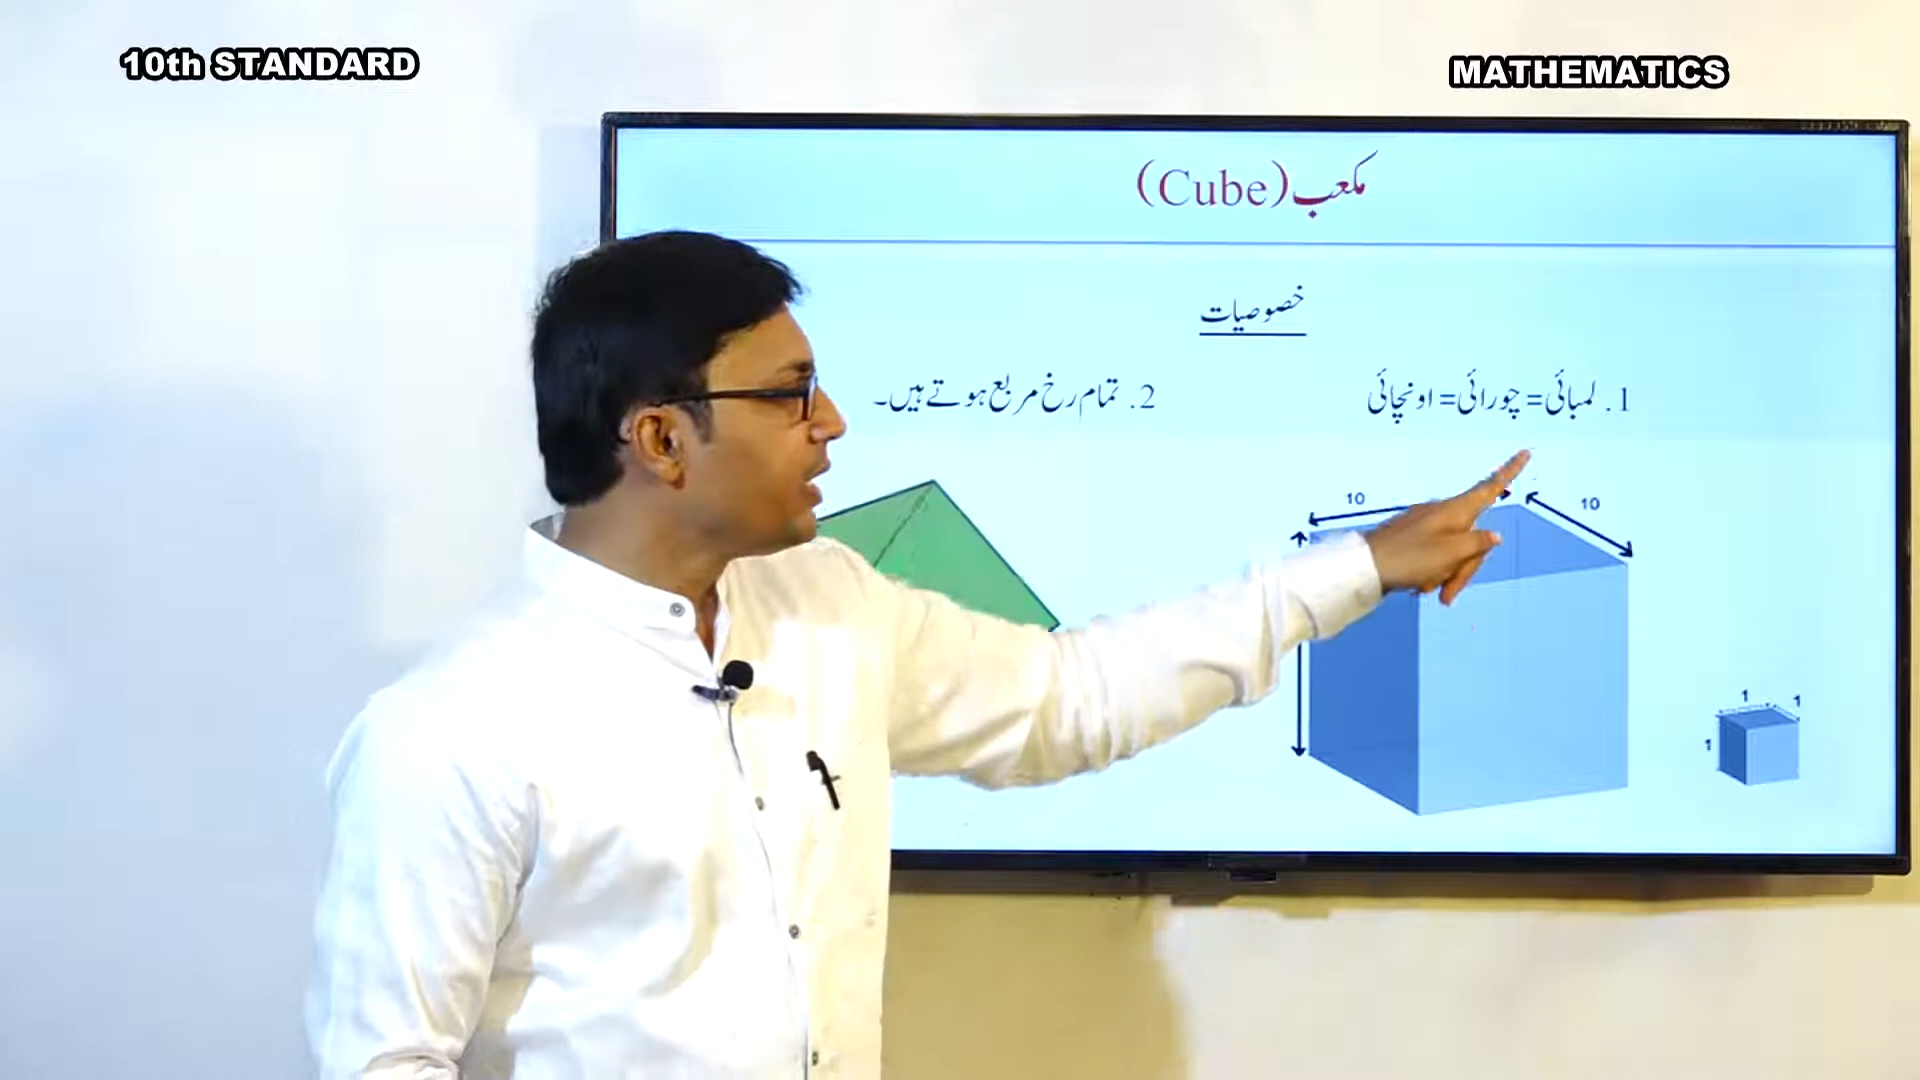 10th STANDARD
MATHEMATICS
مکعب (Cube)
خصوصیات
1. لمبائی = چورائی = اونچائی
2. تمام رخ مربع ہوتے ہیں۔
10
10
1
1
1